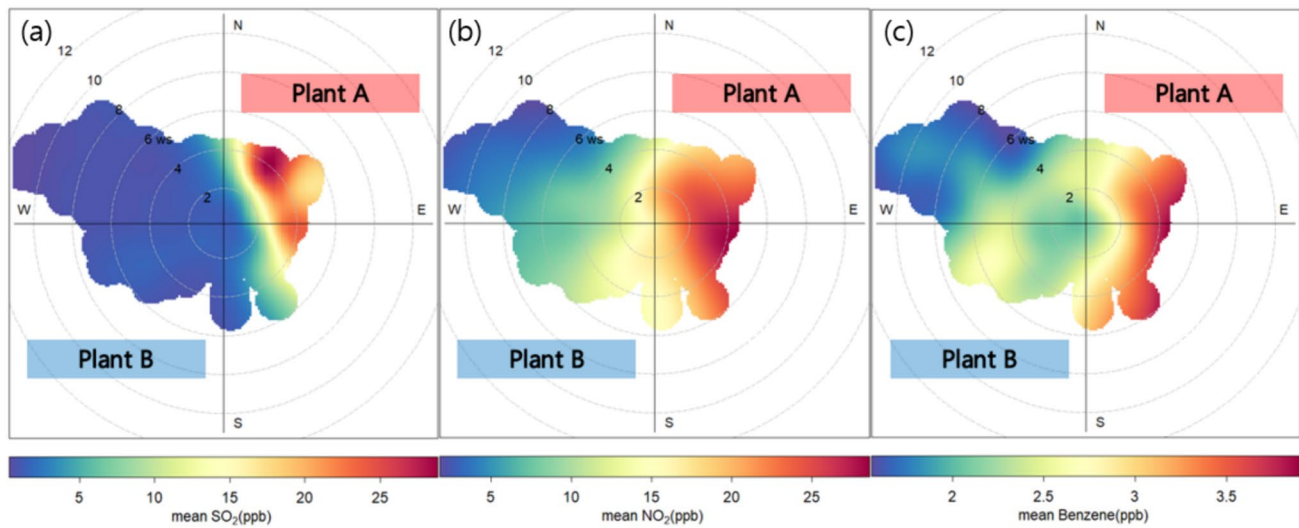 (a)
N
12
10
8
6 ws
4
2
W
E
S
Plant A
Plant B
5 10 15 20 25
mean SO₂(ppb)
(b)
N
12
10
8
6 ws
4
2
W
E
S
Plant A
Plant B
5 10 15 20 25
mean NO₂(ppb)
(c)
N
12
10
8
6 ws
4
2
W
E
S
Plant A
Plant B
2 2.5 3 3.5
mean Benzene(ppb)